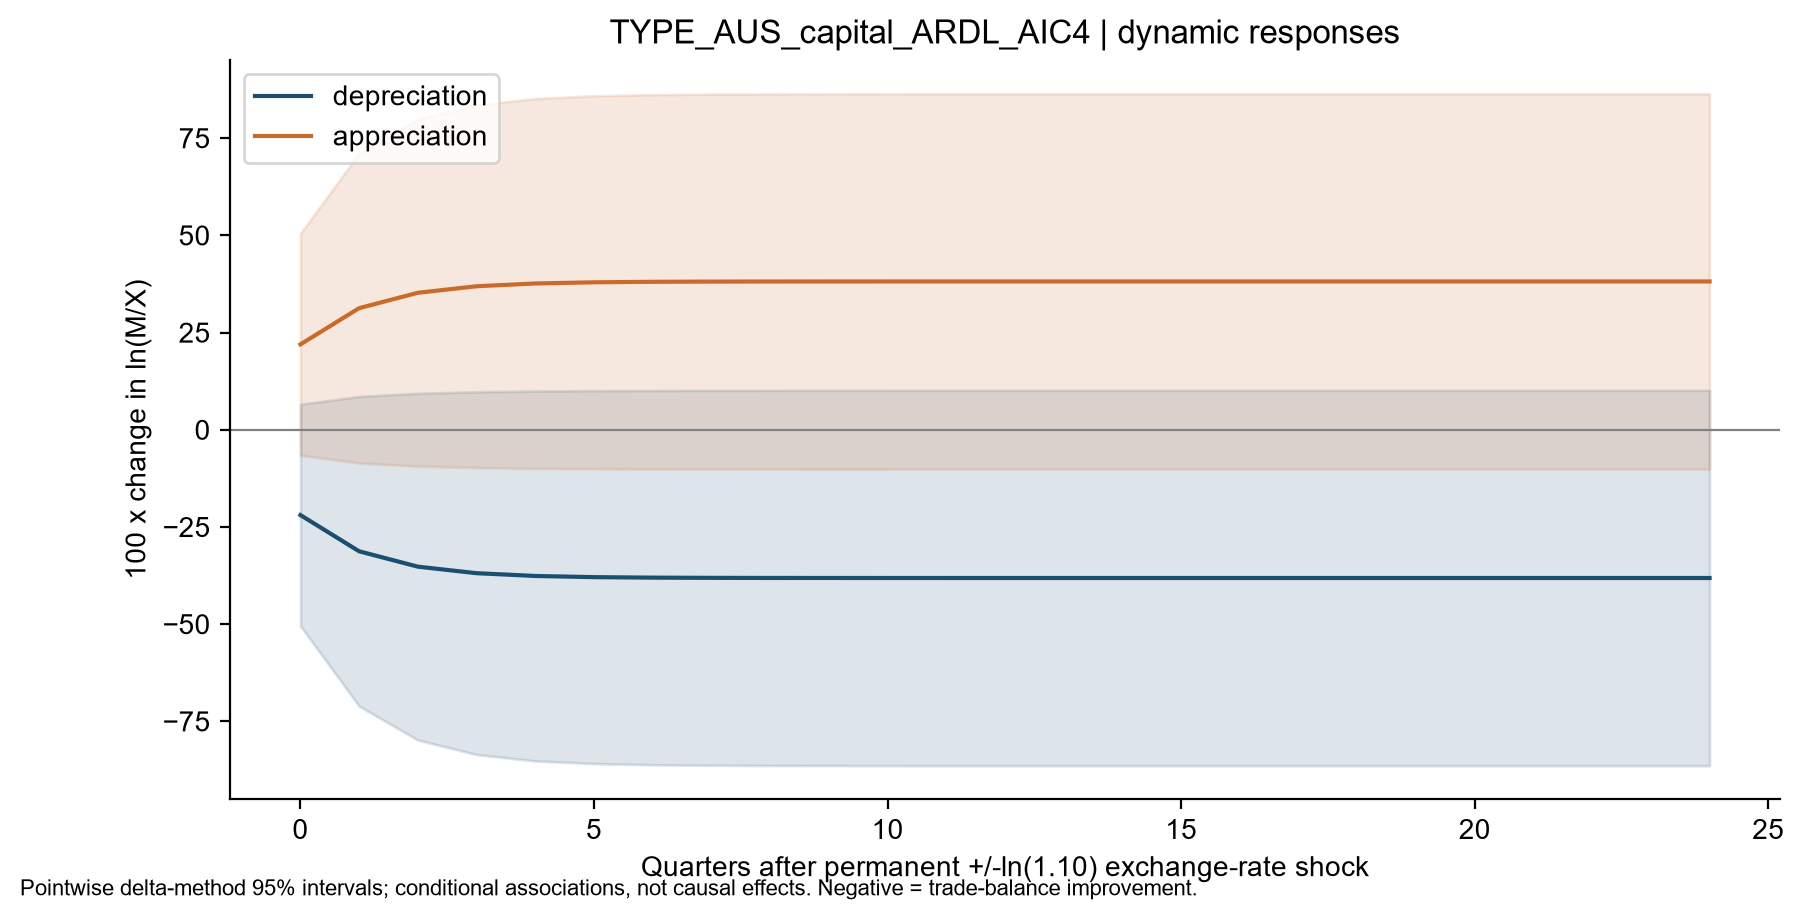 TYPE_AUS_capital_ARDL_AIC4 | dynamic responses
depreciation
appreciation
100 x change in ln(M/X)
75
50
25
0
−25
−50
−75
0
5
10
15
20
25
Quarters after permanent +/-ln(1.10) exchange-rate shock
Pointwise delta-method 95% intervals; conditional associations, not causal effects. Negative = trade-balance improvement.